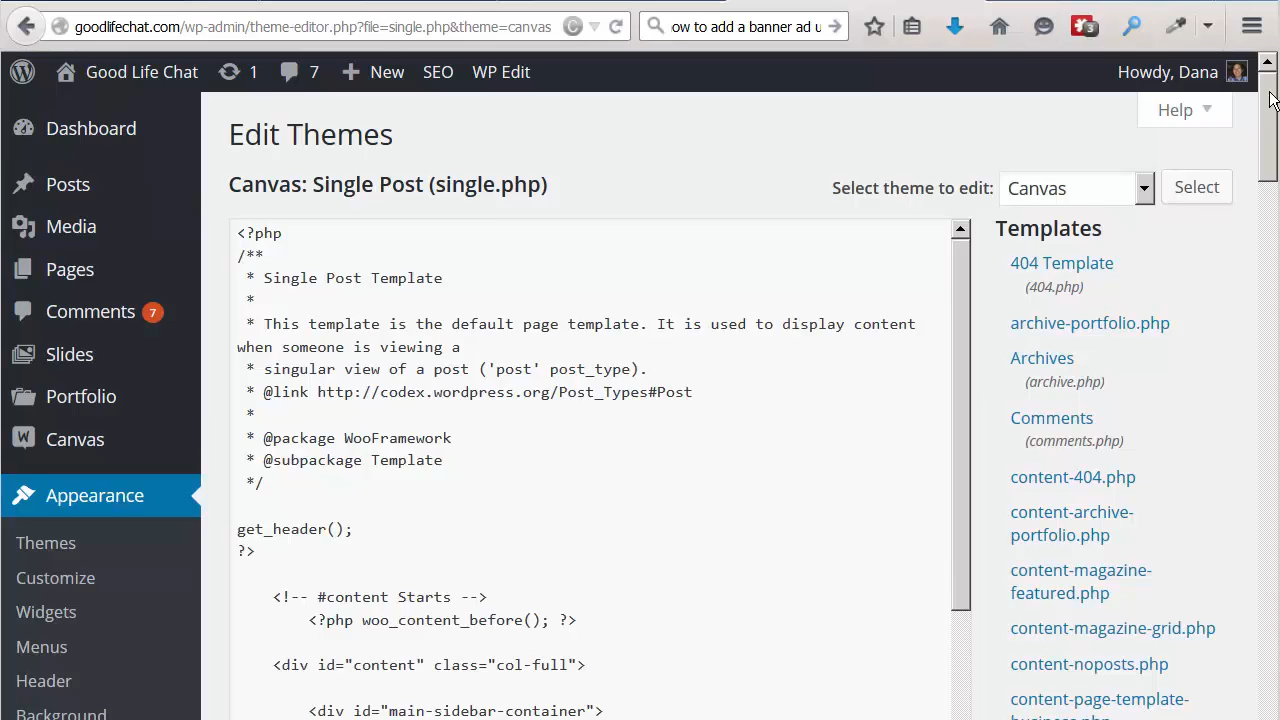 goodlifechat.com/wp-admin/theme-editor.php?file=single.php&theme=canvas
ow to add a banner ad u
3
Good Life Chat
1
7
New
SEO
WP Edit
Howdy, Dana
Help
Dashboard
Posts
Media
Pages
Comments 7
Slides
Portfolio
Canvas
Appearance
Themes
Customize
Widgets
Menus
Header
Background
Edit Themes
Canvas: Single Post (single.php)
Select theme to edit:
Canvas
Select
<?php
/**
 * Single Post Template
 *
 * This template is the default page template. It is used to display content
when someone is viewing a
 * singular view of a post ('post' post_type).
 * @link http://codex.wordpress.org/Post_Types#Post
 *
 * @package WooFramework
 * @subpackage Template
 */
get_header();
?>
<!-- #content Starts -->
<?php woo_content_before(); ?>
<div id="content" class="col-full">
<div id="main-sidebar-container">
Templates
404 Template
(404.php)
archive-portfolio.php
Archives
(archive.php)
Comments
(comments.php)
content-404.php
content-archive-
portfolio.php
content-magazine-
featured.php
content-magazine-grid.php
content-noposts.php
content-page-template-
business.php